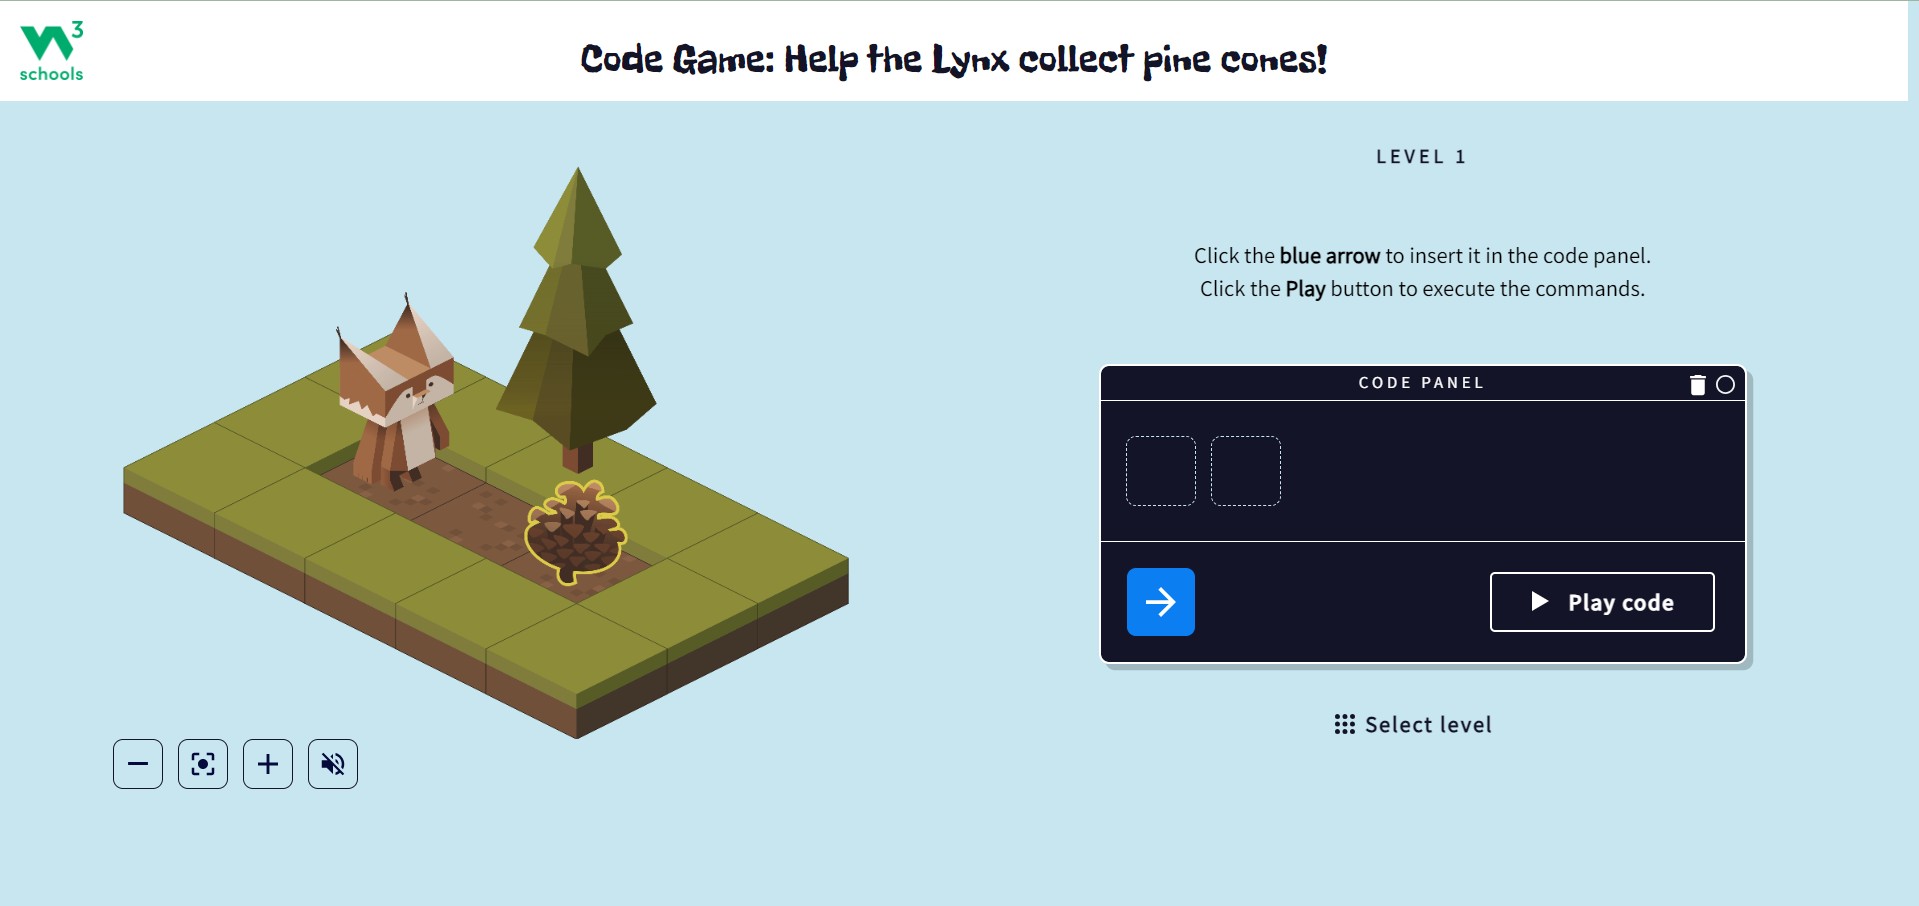 W3
schools
Code Game: Help the Lynx collect pine cones!
LEVEL 1
Click the blue arrow to insert it in the code panel.
Click the Play button to execute the commands.
CODE PANEL
Play code
Select level